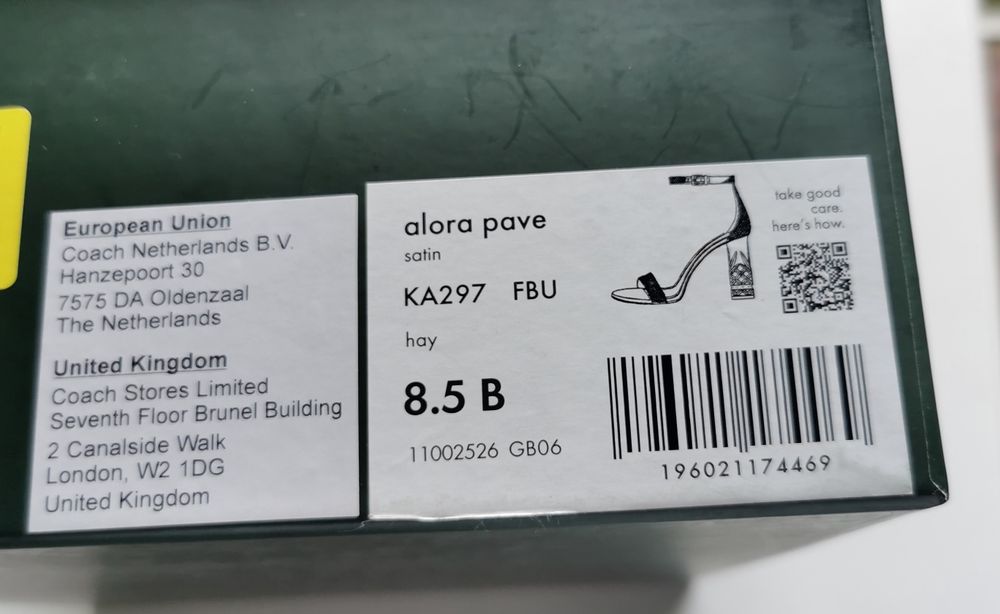 European Union
Coach Netherlands B.V.
Hanzepoort 30
7575 DA Oldenzaal
The Netherlands
United Kingdom
Coach Stores Limited
Seventh Floor Brunel Building
2 Canalside Walk
London, W2 1DG
United Kingdom
alora pave
satin
KA297 FBU
hay
8.5 B
11002526 GB06
take good
care.
here's how.
196021174469